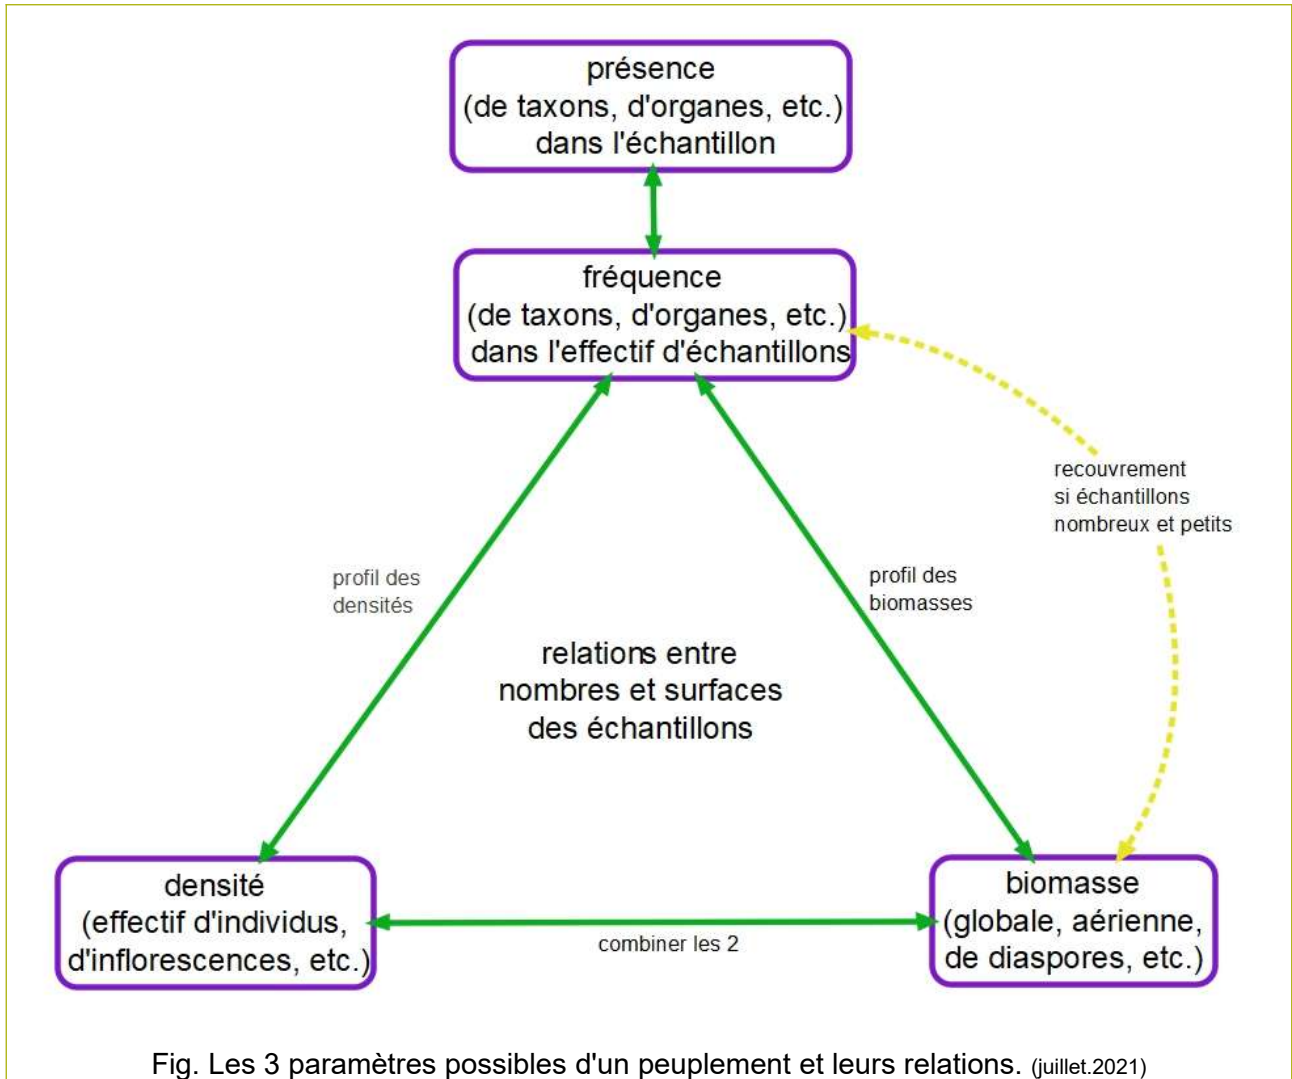 présence
(de taxons, d'organes, etc.)
dans l'échantillon
fréquence
(de taxons, d'organes, etc.)
dans l'effectif d'échantillons
recouvrement
si échantillons
nombreux et petits
profil des
densités
profil des
biomasses
relations entre
nombres et surfaces
des échantillons
densité
(effectif d'individus,
d'inflorescences, etc.)
combiner les 2
biomasse
(globale, aérienne,
de diaspores, etc.)
Fig. Les 3 paramètres possibles d'un peuplement et leurs relations. (juillet.2021)